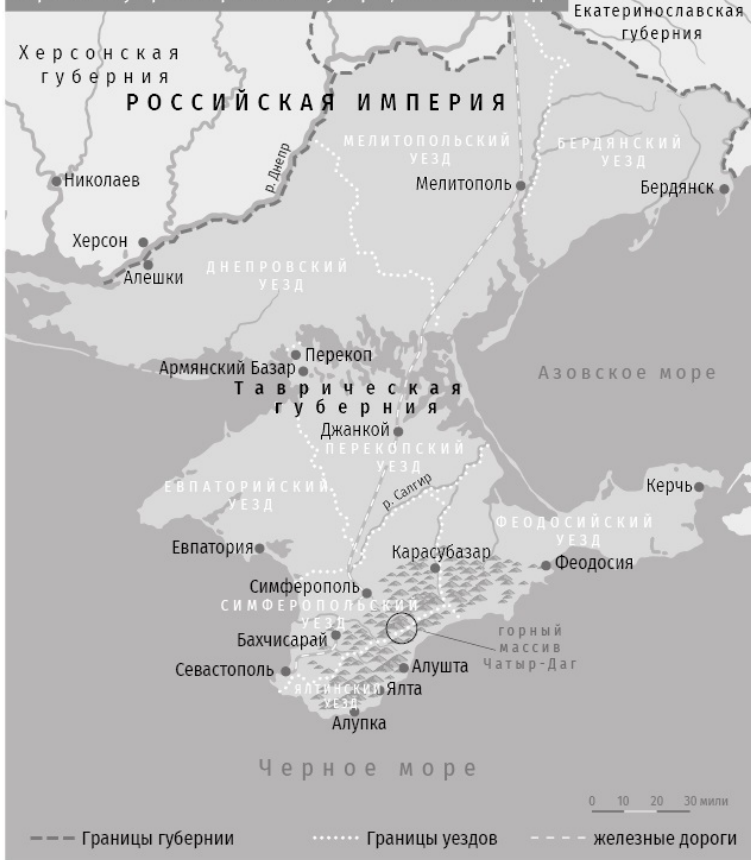 Екатеринославская
губерния
Херсонская
губерния
РОССИЙСКАЯ ИМПЕРИЯ
р. Днепр
МЕЛИТОПОЛЬСКИЙ
УЕЗД
БЕРДЯНСКИЙ
УЕЗД
Николаев
Мелитополь
Бердянск
Херсон
Алешки
ДНЕПРОВСКИЙ
УЕЗД
Перекоп
Армянский Базар
Азовское море
Таврическая
губерния
Джанкой
ПЕРЕКОПСКИЙ
УЕЗД
ЕВПАТОРИЙСКИЙ
УЕЗД
р. Салгир
Керчь
ФЕОДОСИЙСКИЙ
УЕЗД
Евпатория
Карасубазар
Феодосия
Симферополь
СИМФЕРОПОЛЬСКИЙ
УЕЗД
Бахчисарай
горный
массив
Чатыр-Даг
Севастополь
Алушта
ЯЛТИНСКИЙ
УЕЗД
Ялта
Алупка
Черное море
0 10 20 30 мили
Границы губернии
Границы уездов
железные дороги